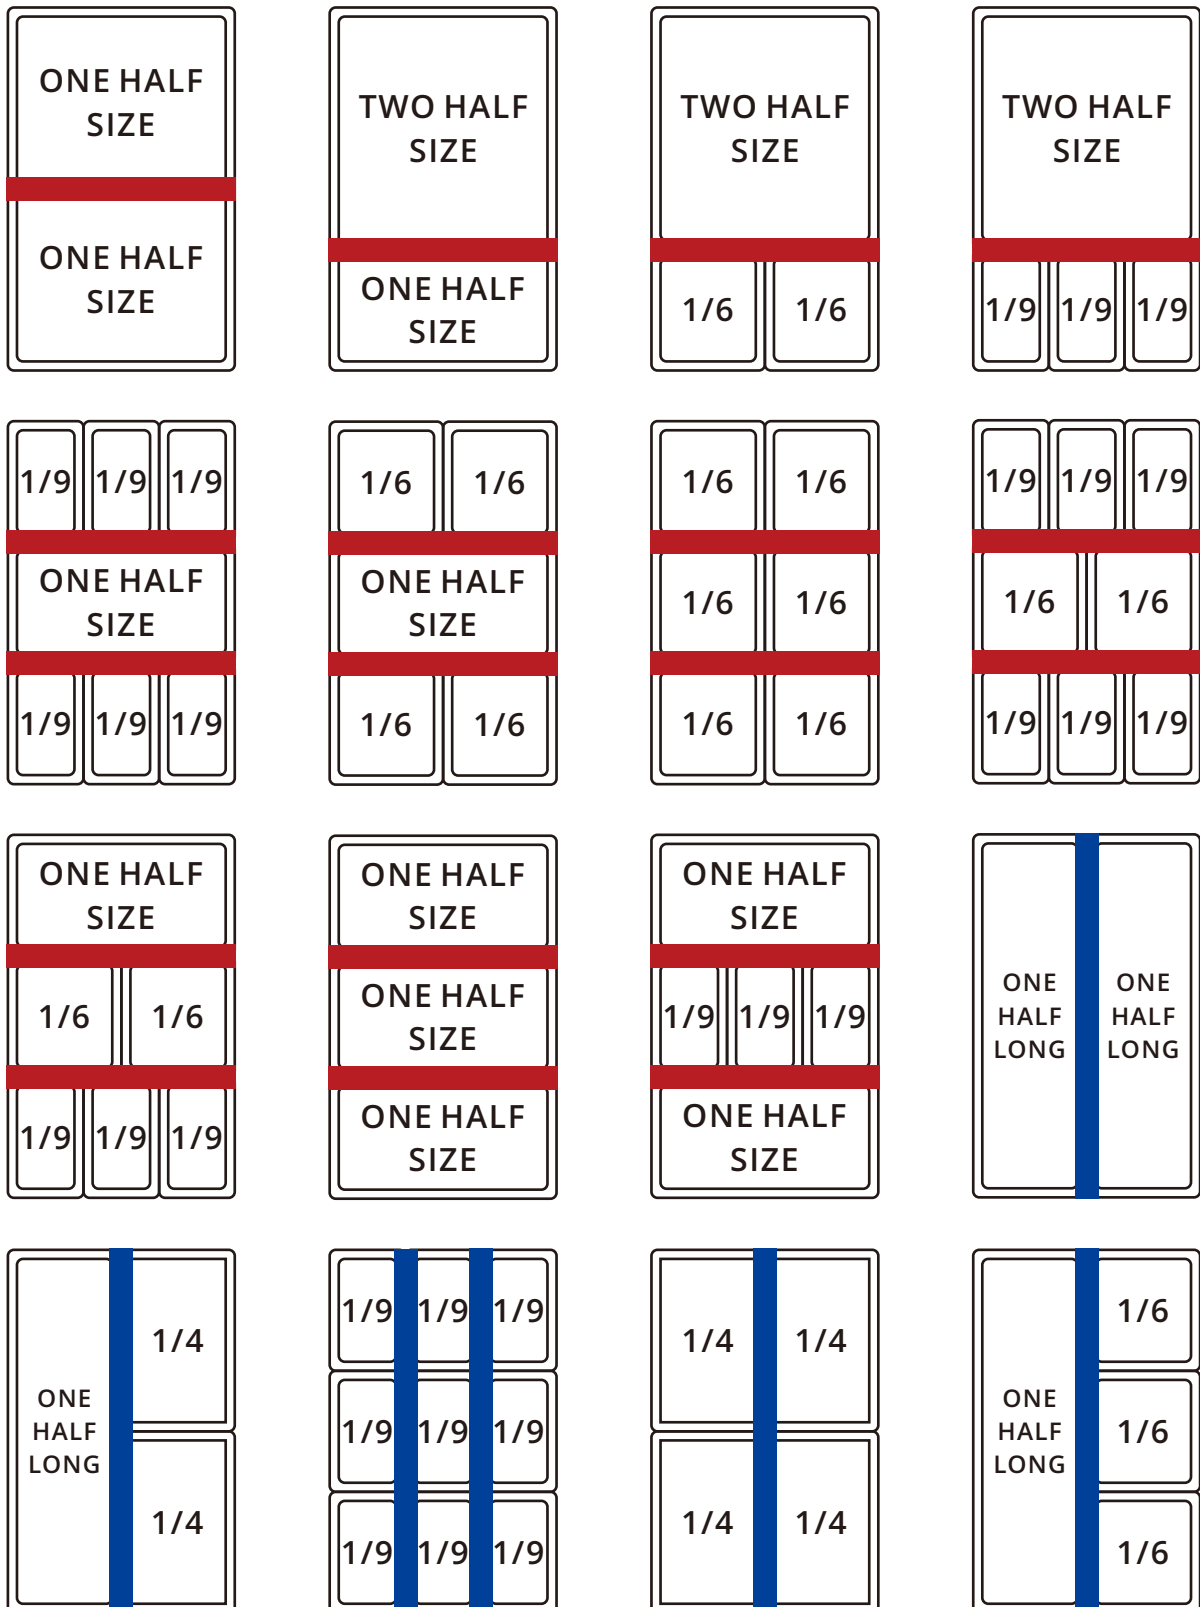 ONE HALF
SIZE
ONE HALF
SIZE
TWO HALF
SIZE
ONE HALF
SIZE
TWO HALF
SIZE
1/6 1/6
TWO HALF
SIZE
1/9 1/9 1/9
1/9 1/9 1/9
ONE HALF
SIZE
1/9 1/9 1/9
1/6 1/6
ONE HALF
SIZE
1/6 1/6
1/6 1/6
1/6 1/6
1/6 1/6
1/9 1/9 1/9
1/6 1/6
1/9 1/9 1/9
ONE HALF
SIZE
1/6 1/6
1/9 1/9 1/9
ONE HALF
SIZE
ONE HALF
SIZE
ONE HALF
SIZE
ONE HALF
SIZE
1/9 1/9 1/9
ONE HALF
SIZE
ONE
HALF
LONG
ONE
HALF
LONG
ONE
HALF
LONG
1/4
1/4
1/9 1/9 1/9
1/9 1/9 1/9
1/9 1/9 1/9
1/4 1/4
1/4 1/4
ONE
HALF
LONG
1/6
1/6
1/6